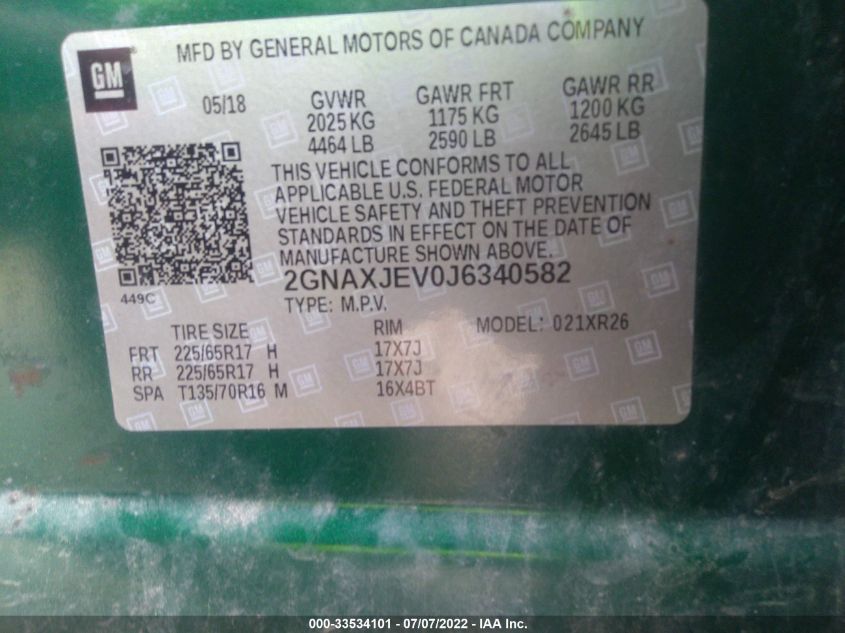 GM
MFD BY GENERAL MOTORS OF CANADA COMPANY
05/18
GVWR GAWR FRT GAWR RR
2025 KG 1175 KG 1200 KG
4464 LB 2590 LB 2645 LB
THIS VEHICLE CONFORMS TO ALL
APPLICABLE U.S. FEDERAL MOTOR
VEHICLE SAFETY AND THEFT PREVENTION
STANDARDS IN EFFECT ON THE DATE OF
MANUFACTURE SHOWN ABOVE.
449C
2GNAXJEV0J6340582
TYPE: M.P.V.
TIRE SIZE RIM MODEL: 021XR26
FRT 225/65R17 H 17X7J
RR 225/65R17 H 17X7J
SPA T135/70R16 M 16X4BT
000-33534101 - 07/07/2022 - IAA Inc.